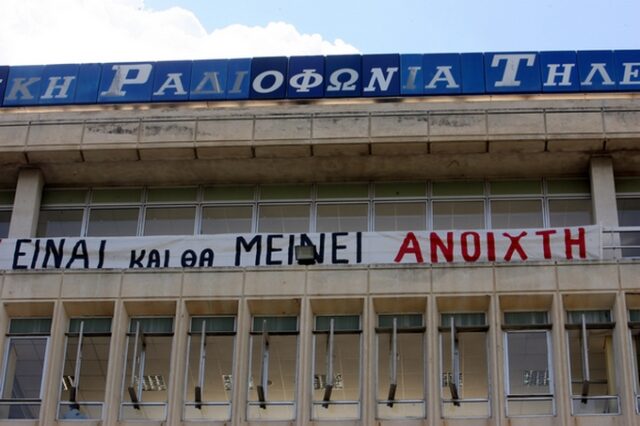 ΚΗ ΡΑΔΙΟΦΩΝΙΑ ΤΗΛΕ
ΕΙΝΑΙ ΚΑΙ ΘΑ ΜΕΙΝΕΙ ΑΝΟΙΧΤΗ